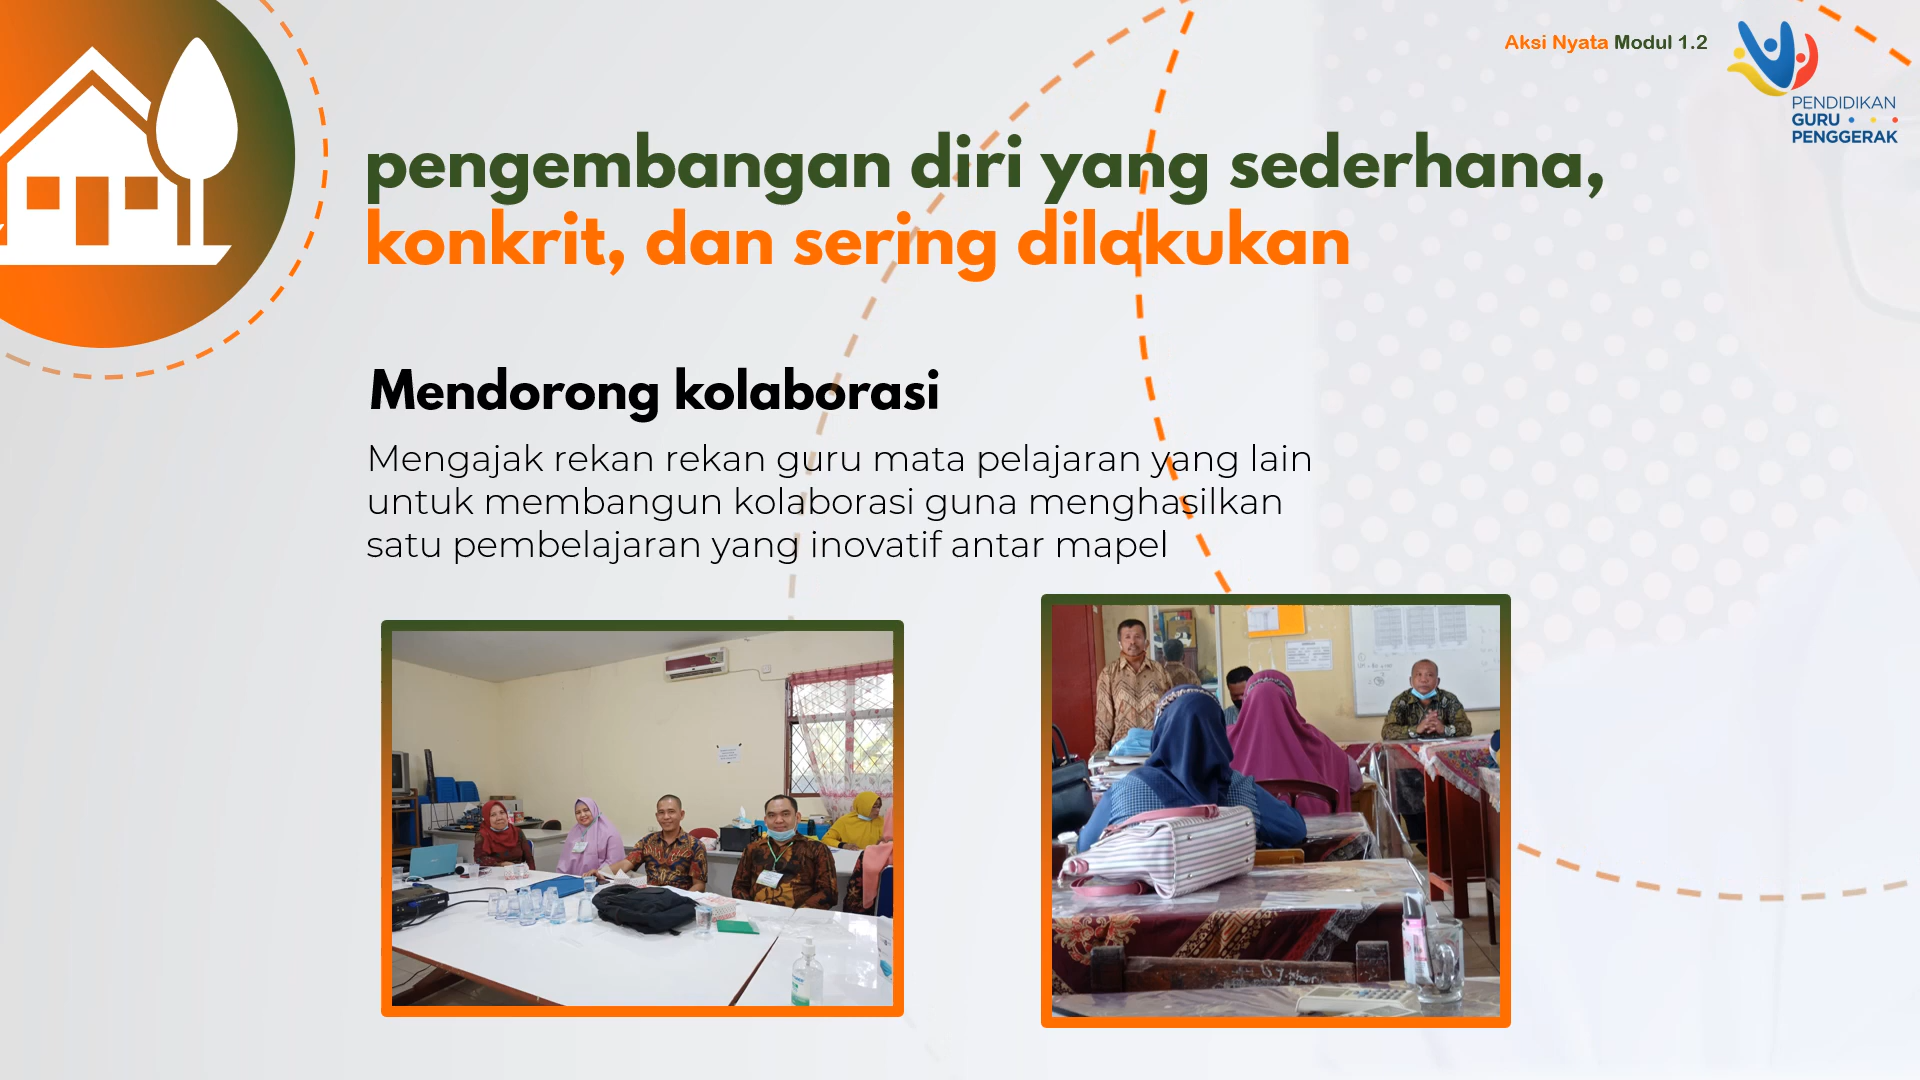 Aksi Nyata Modul 1.2
PENDIDIKAN
GURU
PENGGERAK
pengembangan diri yang sederhana,
konkrit, dan sering dilakukan
Mendorong kolaborasi
Mengajak rekan rekan guru mata pelajaran yang lain
untuk membangun kolaborasi guna menghasilkan
satu pembelajaran yang inovatif antar mapel